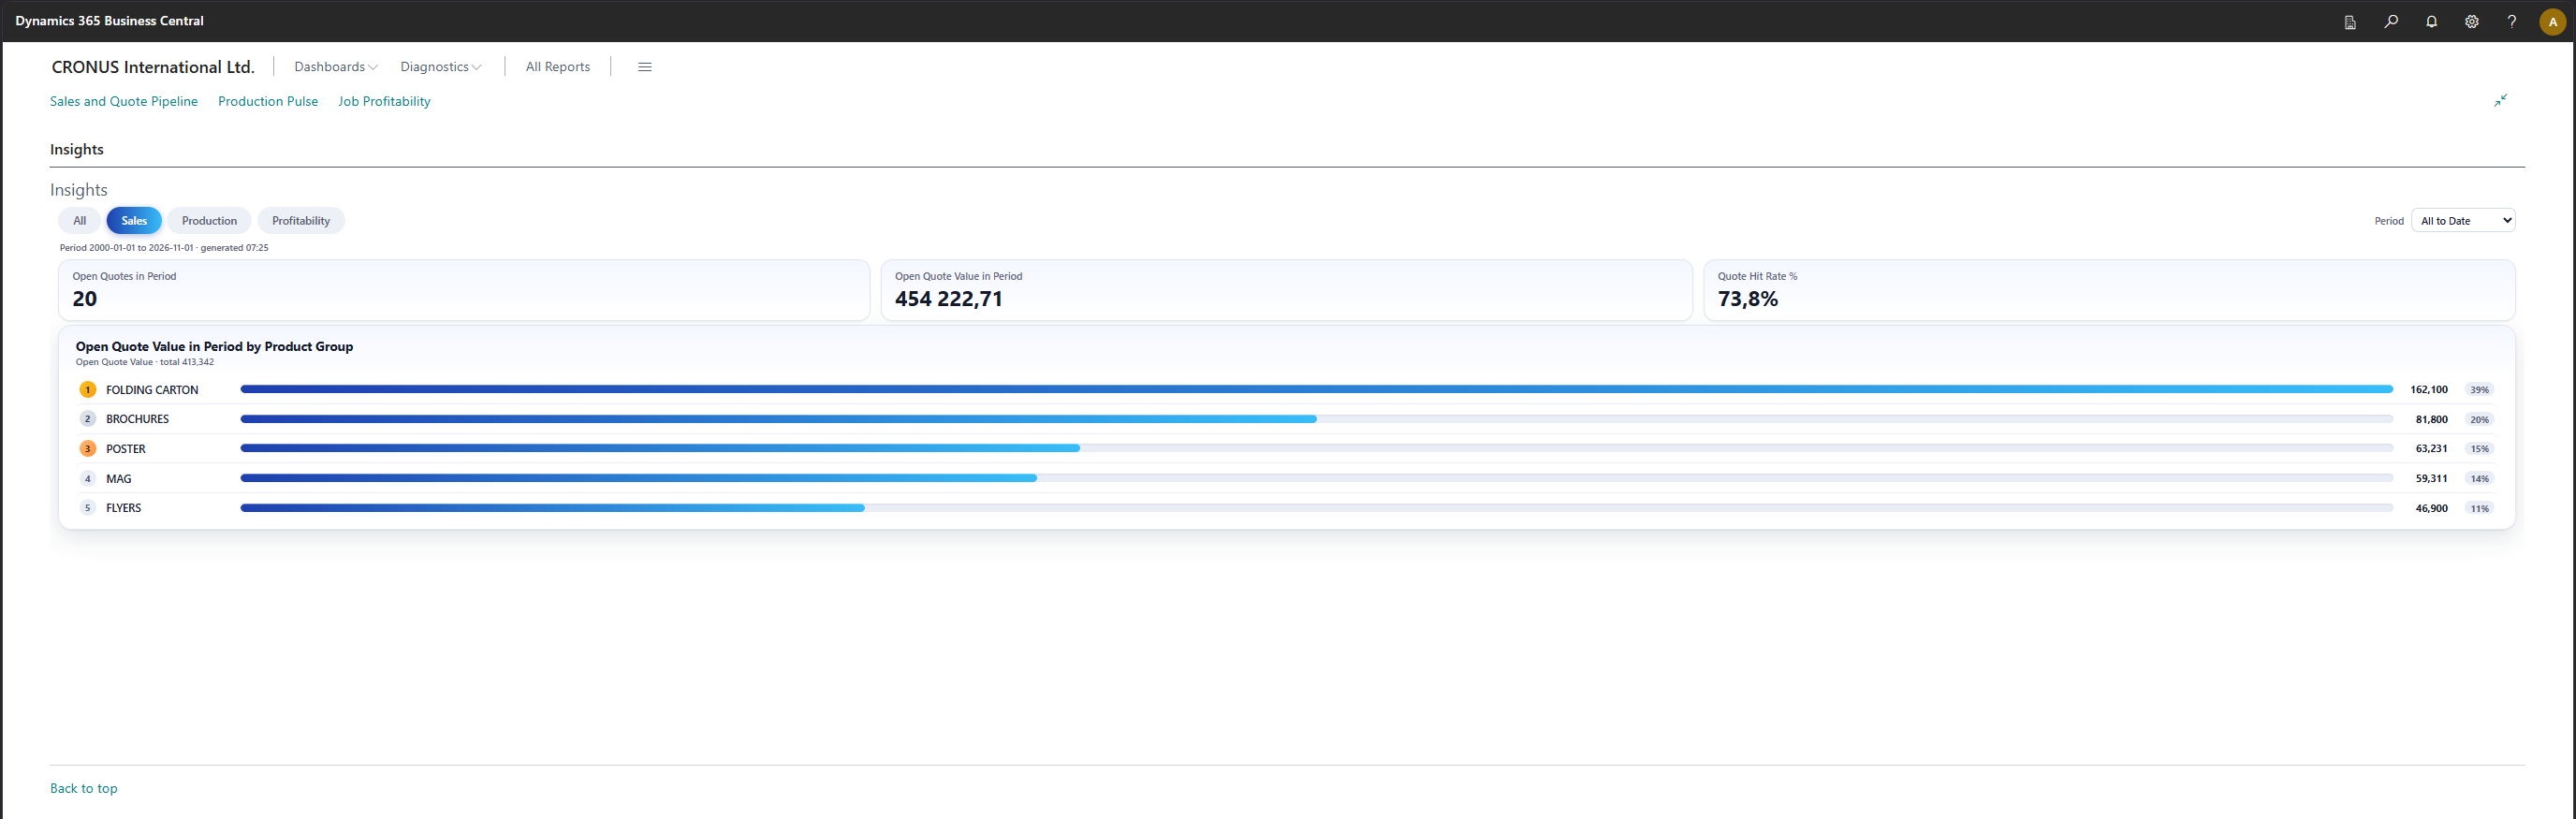 Dynamics 365 Business Central
A
CRONUS International Ltd.
Dashboards
Diagnostics
All Reports
Sales and Quote Pipeline
Production Pulse
Job Profitability
Insights
Insights
All
Sales
Production
Profitability
Period
All to Date
Period 2000-01-01 to 2026-11-01 · generated 07:25
Open Quotes in Period
20
Open Quote Value in Period
454 222,71
Quote Hit Rate %
73,8%
Open Quote Value in Period by Product Group
Open Quote Value · total 413,342
1 FOLDING CARTON 162,100 39%
2 BROCHURES 81,800 20%
3 POSTER 63,231 15%
4 MAG 59,311 14%
5 FLYERS 46,900 11%
Back to top